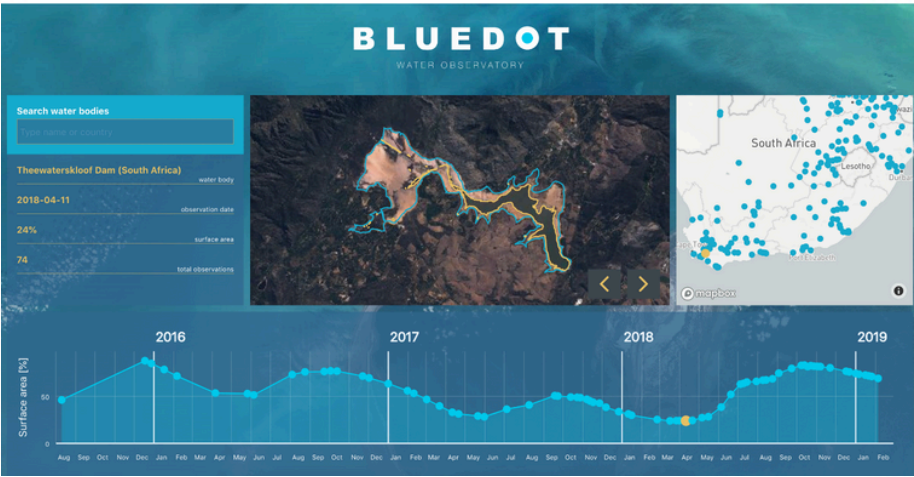 BLUEDOT
WATER OBSERVATORY
Search water bodies
Type name or country
Theewaterskloof Dam (South Africa)
water body
2018-04-11
observation date
24%
surface area
74
total observations
South Africa
Lesotho
mapbox
2016
2017
2018
2019
Surface area [%]
50
0
Aug Sep Oct Nov Dec Jan Feb Mar Apr May Jun Jul Aug Sep Oct Nov Dec Jan Feb Mar Apr May Jun Jul Aug Sep Oct Nov Dec Jan Feb Mar Apr May Jun Jul Aug Sep Oct Nov Dec Jan Feb